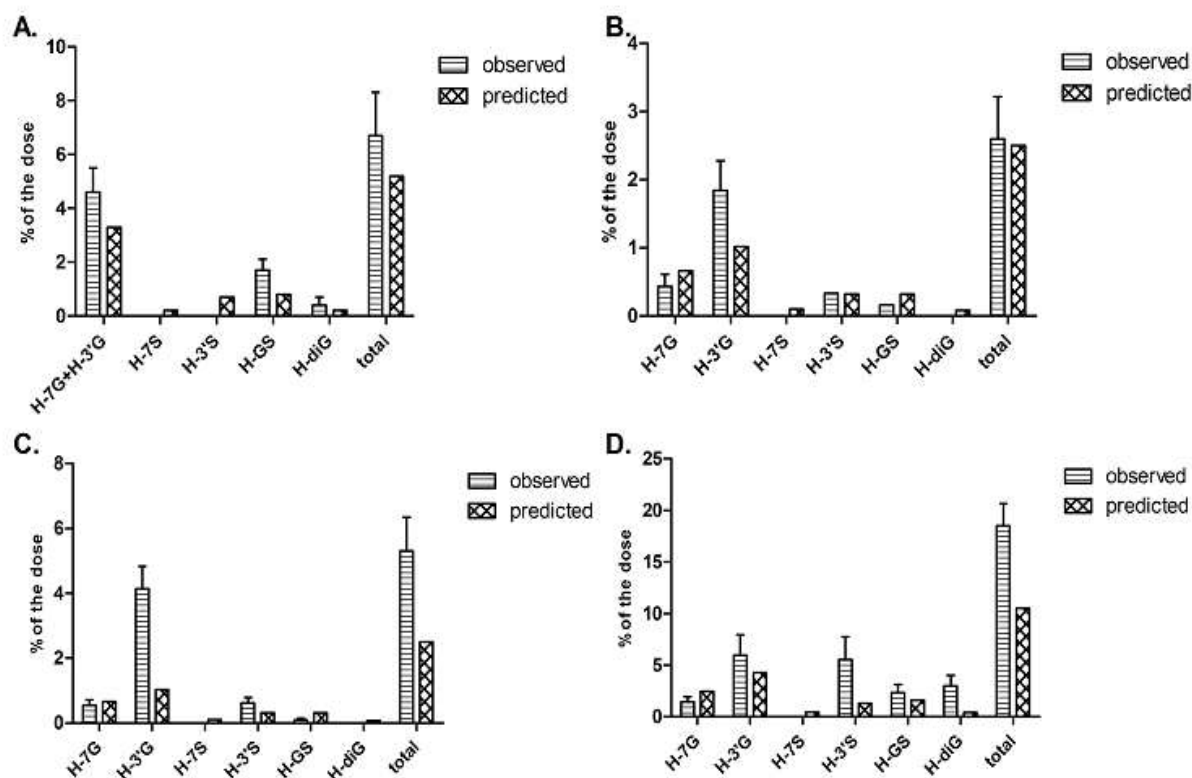 A.
10
8
6
4
2
0
% of the dose
observed
predicted
H-7G+H-3'G
H-7S
H-3'S
H-GS
H-diG
total
B.
4
3
2
1
0
% of the dose
observed
predicted
H-7G
H-3'G
H-7S
H-3'S
H-GS
H-diG
total
C.
8
6
4
2
0
% of the dose
observed
predicted
H-7G
H-3'G
H-7S
H-3'S
H-GS
H-diG
total
D.
25
20
15
10
5
0
% of the dose
observed
predicted
H-7G
H-3'G
H-7S
H-3'S
H-GS
H-diG
total